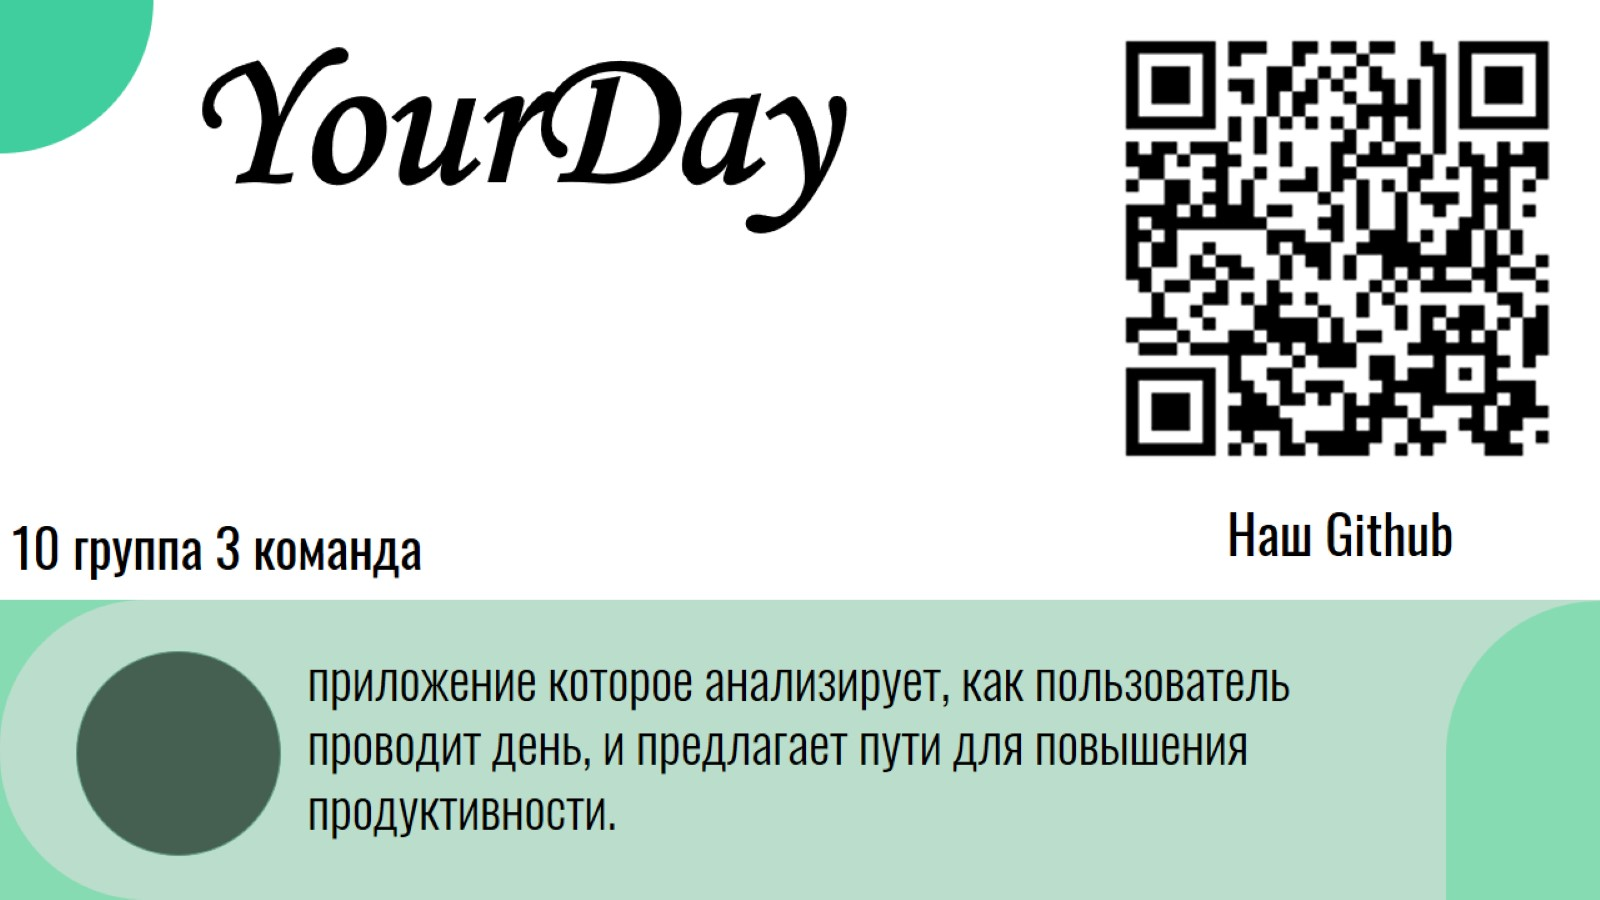 YourDay
10 группа 3 команда
Наш Github
приложение которое анализирует, как пользователь
проводит день, и предлагает пути для повышения
продуктивности.